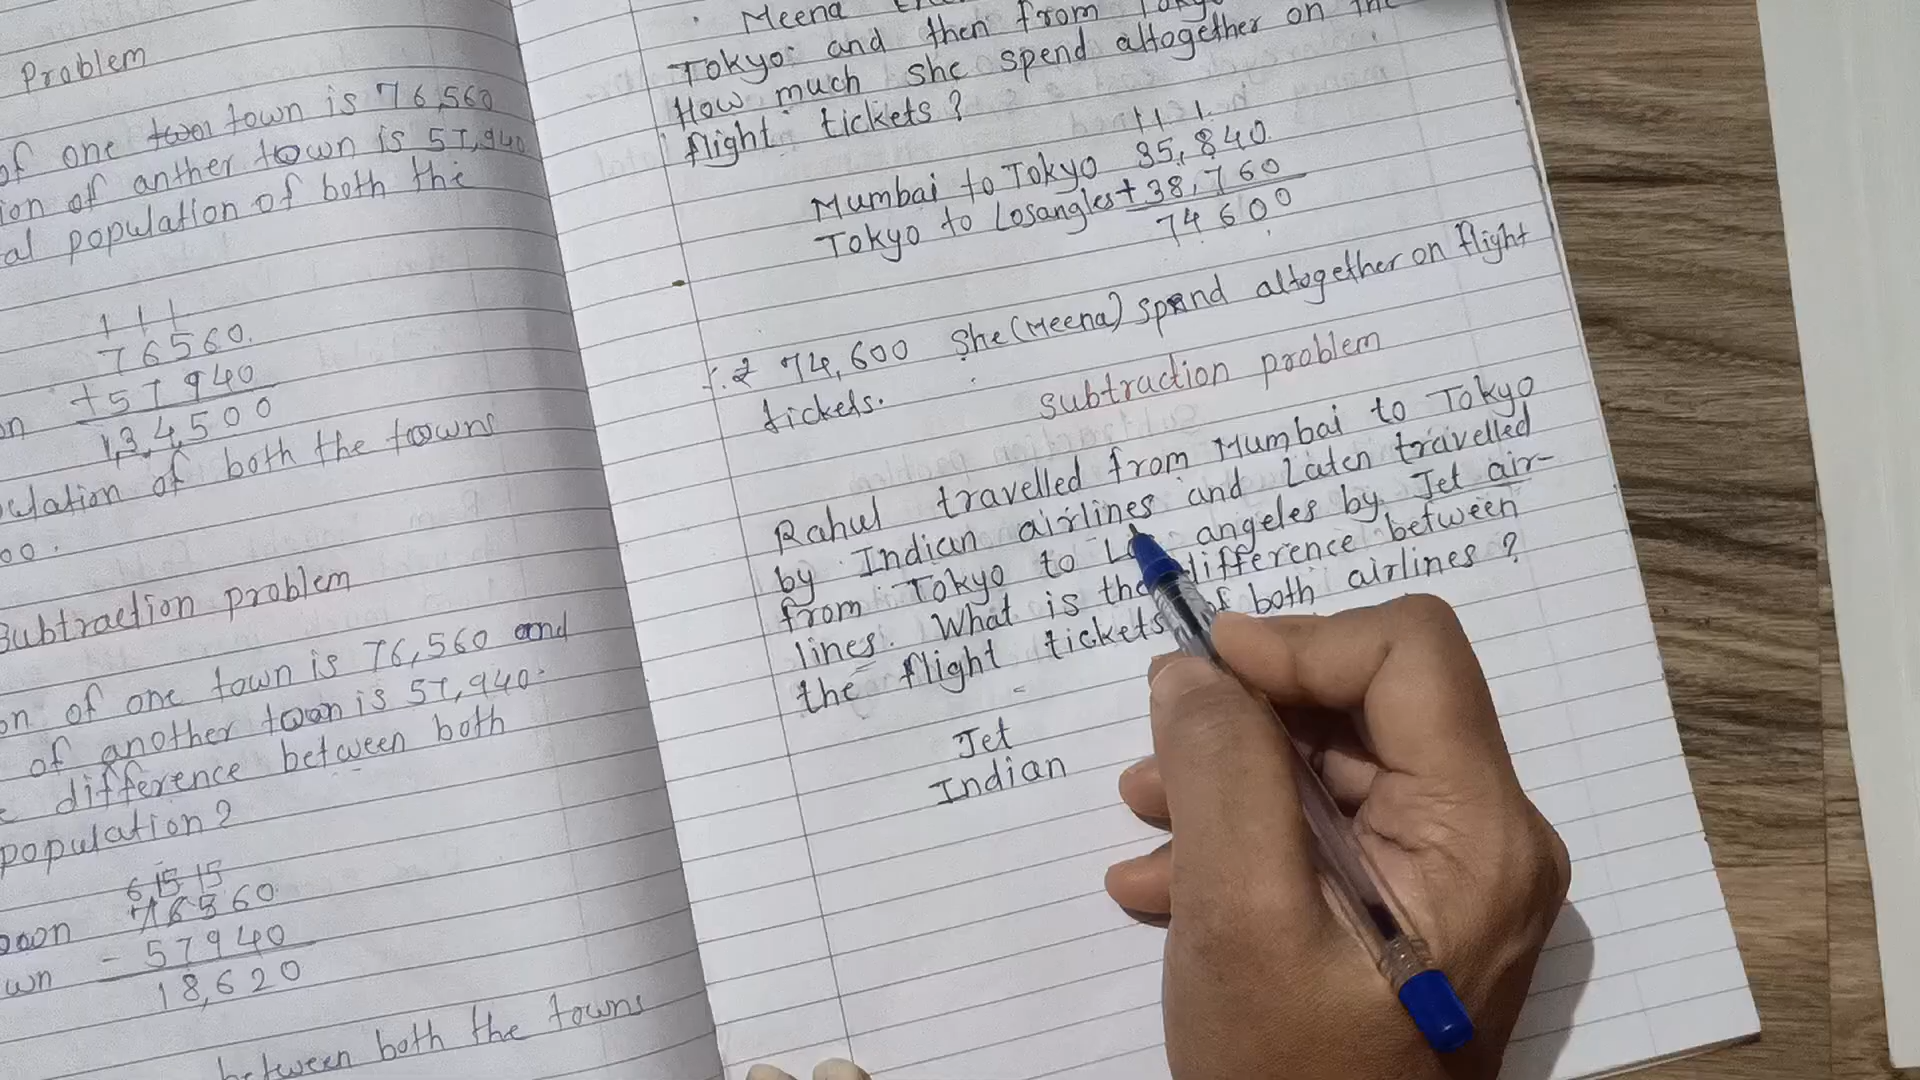 Problem
of one town town is 76,560
ion of anther town is 57,940
al population of both the
1 1 1
76560.
+57940
on
1,34,500
ulation of both the towns
00.
Subtraction problem
on of one town is 76,560 and
of another town is 57,940.
difference between both
population?
6 15 15
76560.
- 57940
wn
18,620
between both the towns
Meena
Tokyo. and then from
How much she spend altogether on the
flight tickets?
1 1 1.
Mumbai to Tokyo 35,840.
Tokyo to Losangles +38,760
74600
∴ ₹ 74,600 She (Meena) spend altogether on flight
tickets.
Subtraction problem
Rahul travelled from Mumbai to Tokyo
by Indian airlines and Later travelled
from Tokyo to angeles by Jet air-
lines. What is the difference between
the flight tickets of both airlines?
Jet
Indian